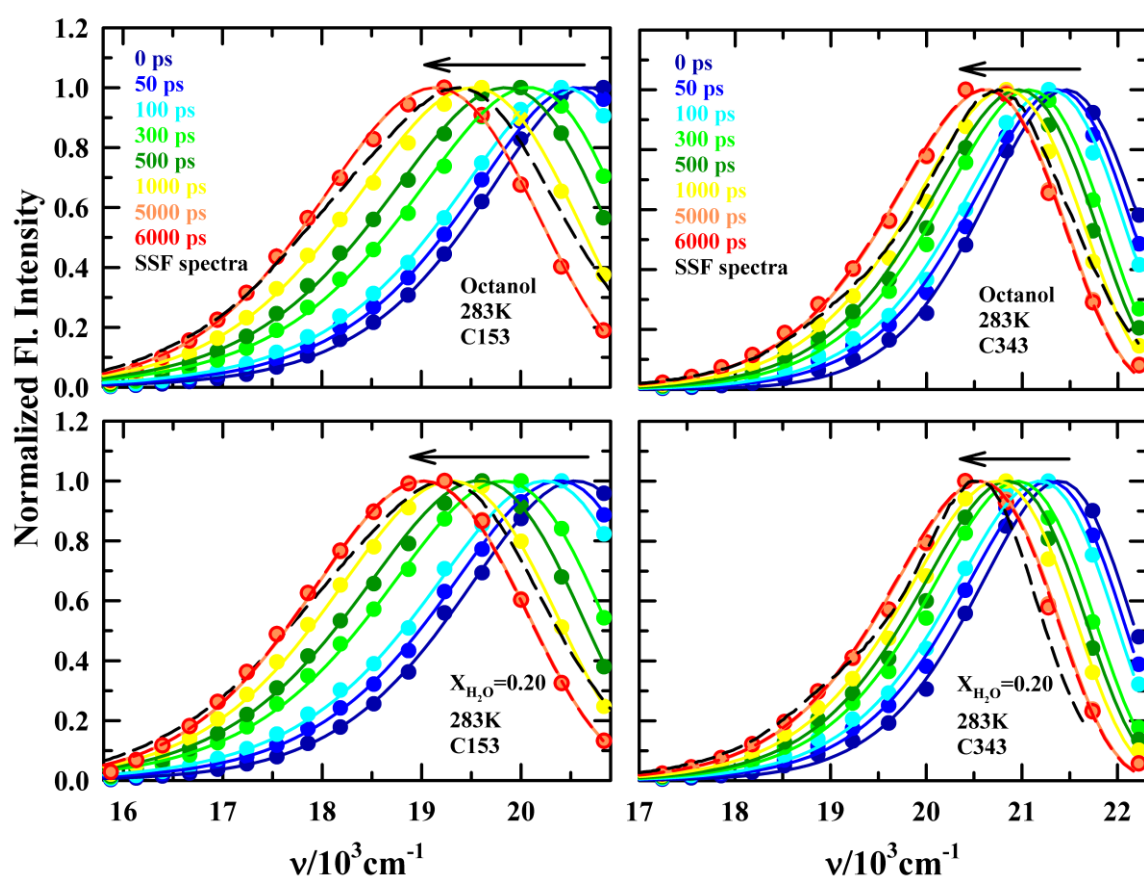 Normalized Fl. Intensity
1.2
1.0
0.8
0.6
0.4
0.2
0.0
0 ps
50 ps
100 ps
300 ps
500 ps
1000 ps
5000 ps
6000 ps
SSF spectra
Octanol
283K
C153
0 ps
50 ps
100 ps
300 ps
500 ps
1000 ps
5000 ps
6000 ps
SSF spectra
Octanol
283K
C343
1.2
1.0
0.8
0.6
0.4
0.2
0.0
X_H₂O=0.20
283K
C153
X_H₂O=0.20
283K
C343
16 17 18 19 20
17 18 19 20 21 22
ν/10³cm⁻¹
ν/10³cm⁻¹